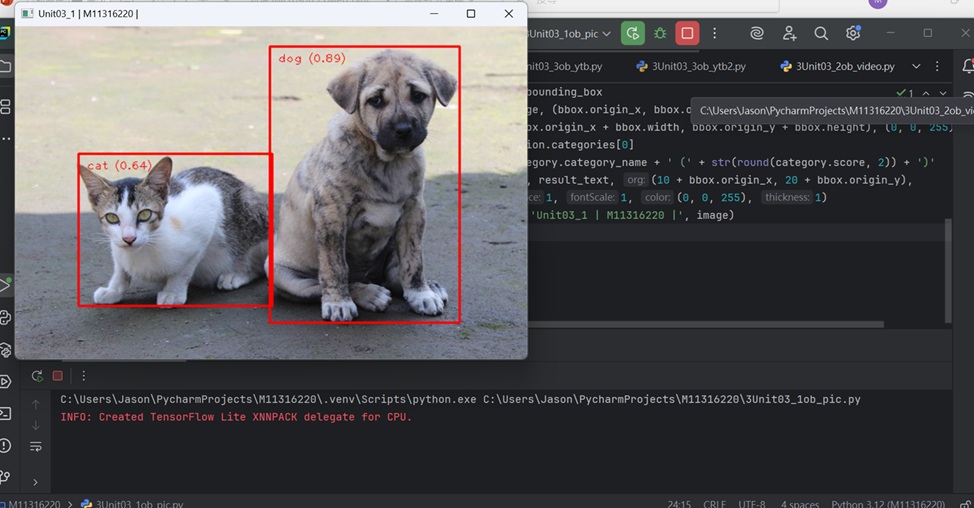 Unit03_1 | M11316220 |
dog (0.89)
cat (0.64)
3Unit03_1ob_pic
nit03_3ob_ytb.py
3Unit03_3ob_ytb2.py
3Unit03_2ob_video.py
1
C:\Users\Jason\PycharmProjects\M11316220\3Unit03_2ob_vi
bounding_box
ge, (bbox.origin_x, bbox.o
ox.origin_x + bbox.width, bbox.origin_y + bbox.height), (0, 0, 255
ion.categories[0]
egory.category_name + ' (' + str(round(category.score, 2)) + ')'
, result_text, org: (10 + bbox.origin_x, 20 + bbox.origin_y),
ce: 1, fontScale: 1, color: (0, 0, 255), thickness: 1)
'Unit03_1 | M11316220 |', image)
C:\Users\Jason\PycharmProjects\M11316220\.venv\Scripts\python.exe C:\Users\Jason\PycharmProjects\M11316220\3Unit03_1ob_pic.py
INFO: Created TensorFlow Lite XNNPACK delegate for CPU.
M11316220 > 3Unit03_1ob_pic.py
24:15 CRLF UTF-8 4 spaces Python 3.12 (M11316220)